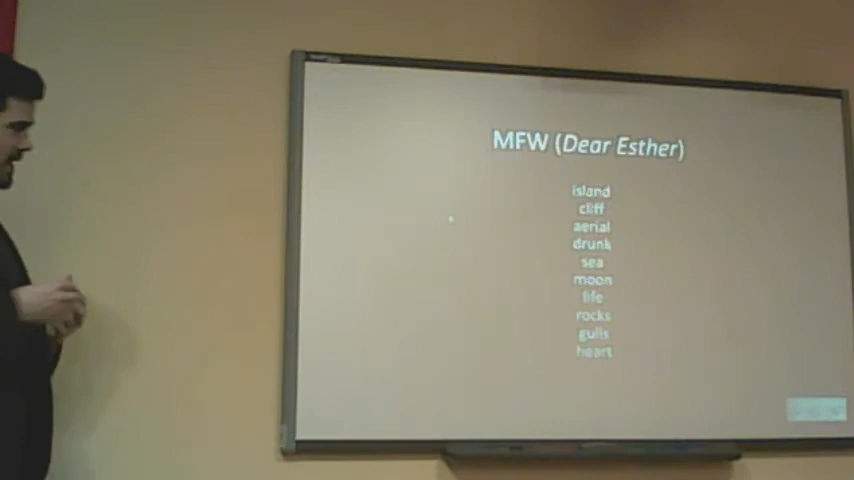 MFW (Dear Esther)
island
cliff
aerial
drunk
sea
moon
life
rocks
gulls
heart